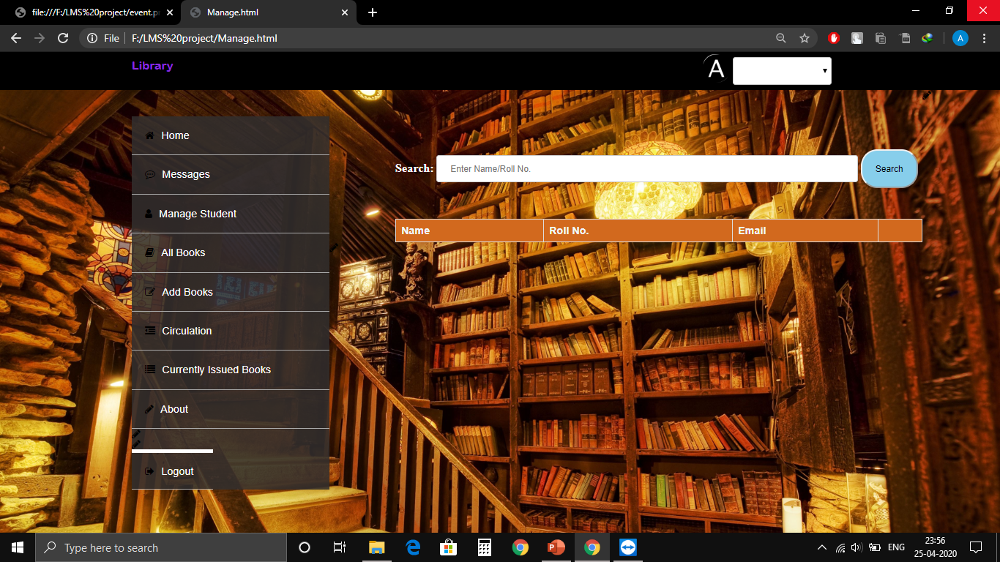 file:///F:/LMS%20project/event.pr
Manage.html
File F:/LMS%20project/Manage.html
A
Library
A
Home
Messages
Manage Student
All Books
Add Books
Circulation
Currently Issued Books
About
Logout
Search: Enter Name/Roll No. Search
Name Roll No. Email
Type here to search
ENG
23:56
25-04-2020